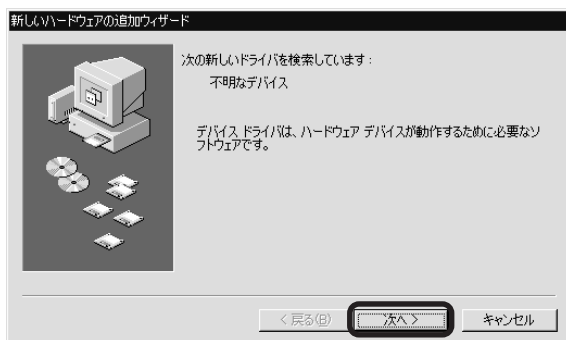 新しいハードウェアの追加ウィザード
次の新しいドライバを検索しています：
不明なデバイス
デバイス ドライバは、ハードウェア デバイスが動作するために必要なソ
フトウェアです。
< 戻る(B)
次へ >
キャンセル